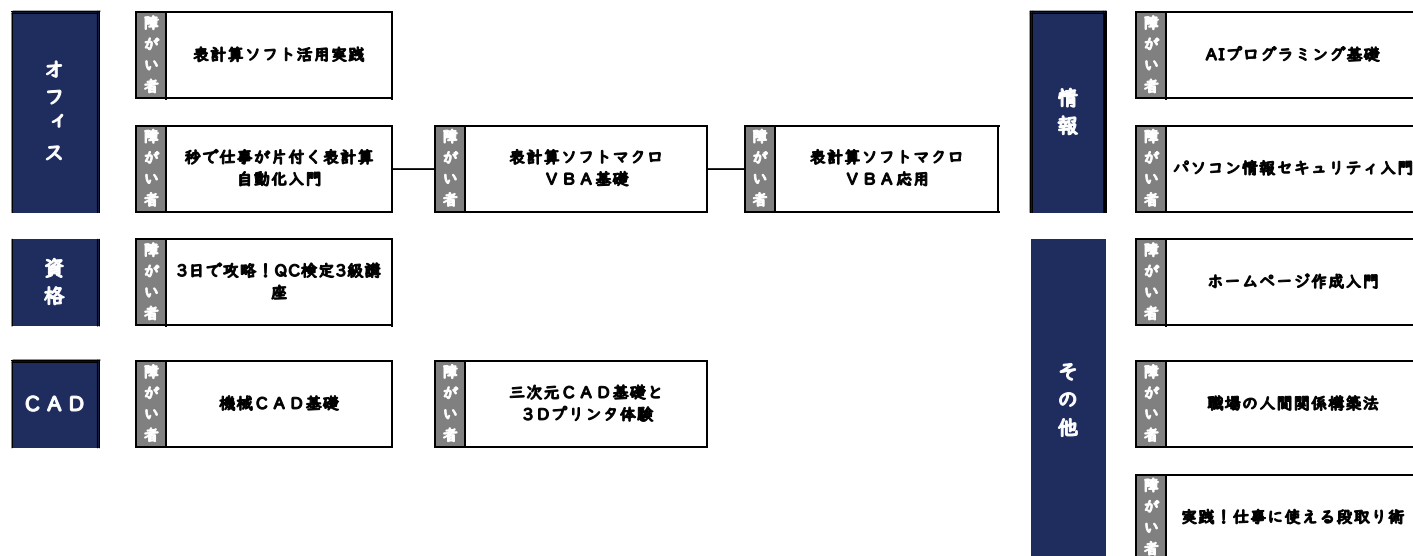 オフィス
障がい者
表計算ソフト活用実践
障がい者
秒で仕事が片付く表計算
自動化入門
障がい者
表計算ソフトマクロ
ＶＢＡ基礎
障がい者
表計算ソフトマクロ
ＶＢＡ応用
資格
障がい者
3日で攻略！QC検定3級講
座
ＣＡＤ
障がい者
機械ＣＡＤ基礎
障がい者
三次元ＣＡＤ基礎と
３Ｄプリンタ体験
情報
障がい者
AIプログラミング基礎
障がい者
パソコン情報セキュリティ入門
その他
障がい者
ホームページ作成入門
障がい者
職場の人間関係構築法
障がい者
実践！仕事に使える段取り術